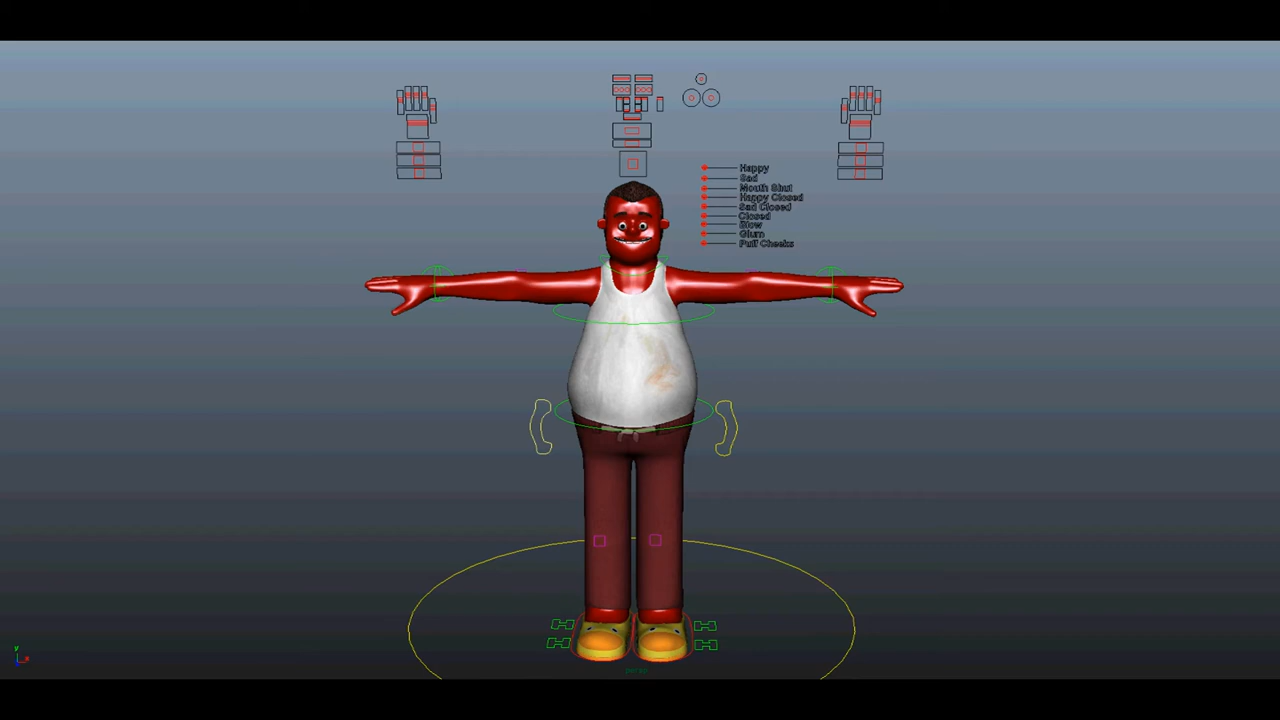 Happy
Sad
Mouth Shut
Happy Closed
Sad Closed
Closed
Blow
Glum
Puff Cheeks
y
x